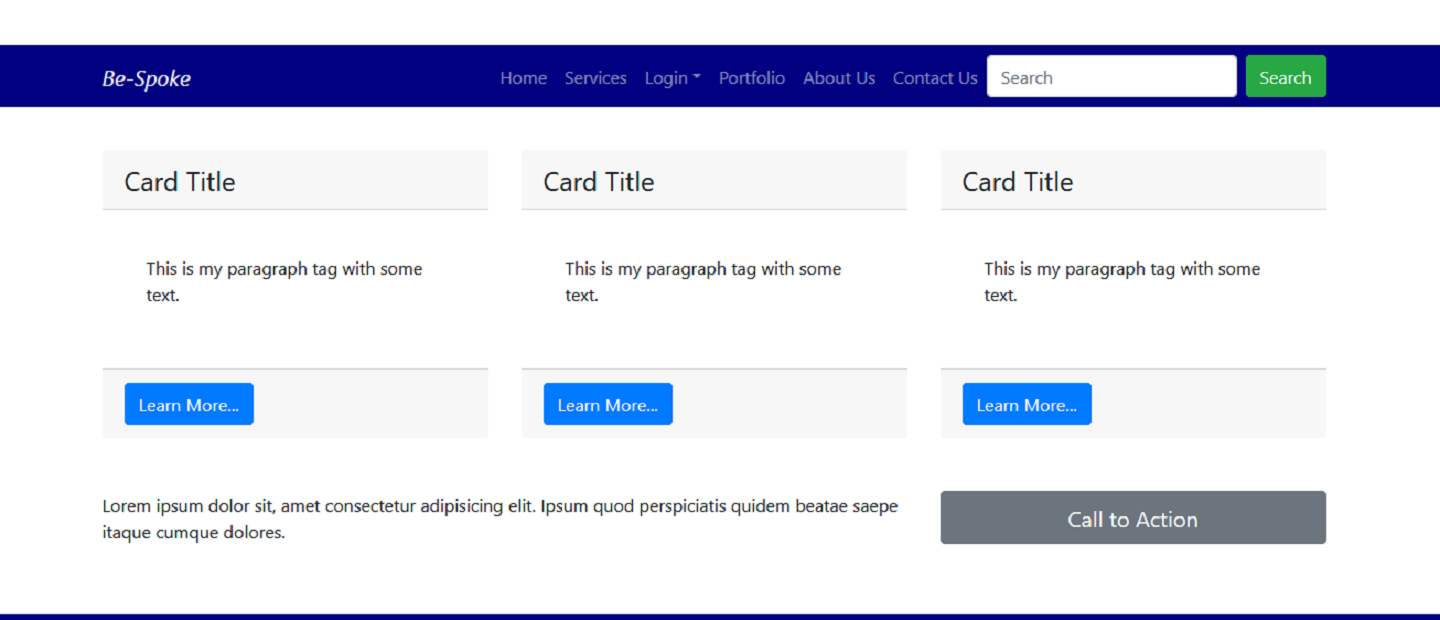 Be-Spoke Home Services Login Portfolio About Us Contact Us Search Search
Card Title Card Title Card Title
This is my paragraph tag with some
text.
This is my paragraph tag with some
text.
This is my paragraph tag with some
text.
Learn More... Learn More... Learn More...
Lorem ipsum dolor sit, amet consectetur adipisicing elit. Ipsum quod perspiciatis quidem beatae saepe
itaque cumque dolores.
Call to Action